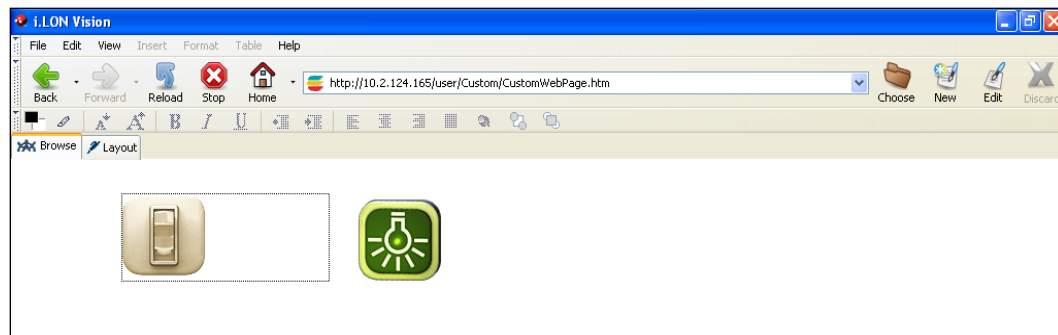 i.LON Vision
File Edit View Insert Format Table Help
Back Forward Reload Stop Home http://10.2.124.165/user/Custom/CustomWebPage.htm Choose New Edit Discard
A A B I U
Browse Layout